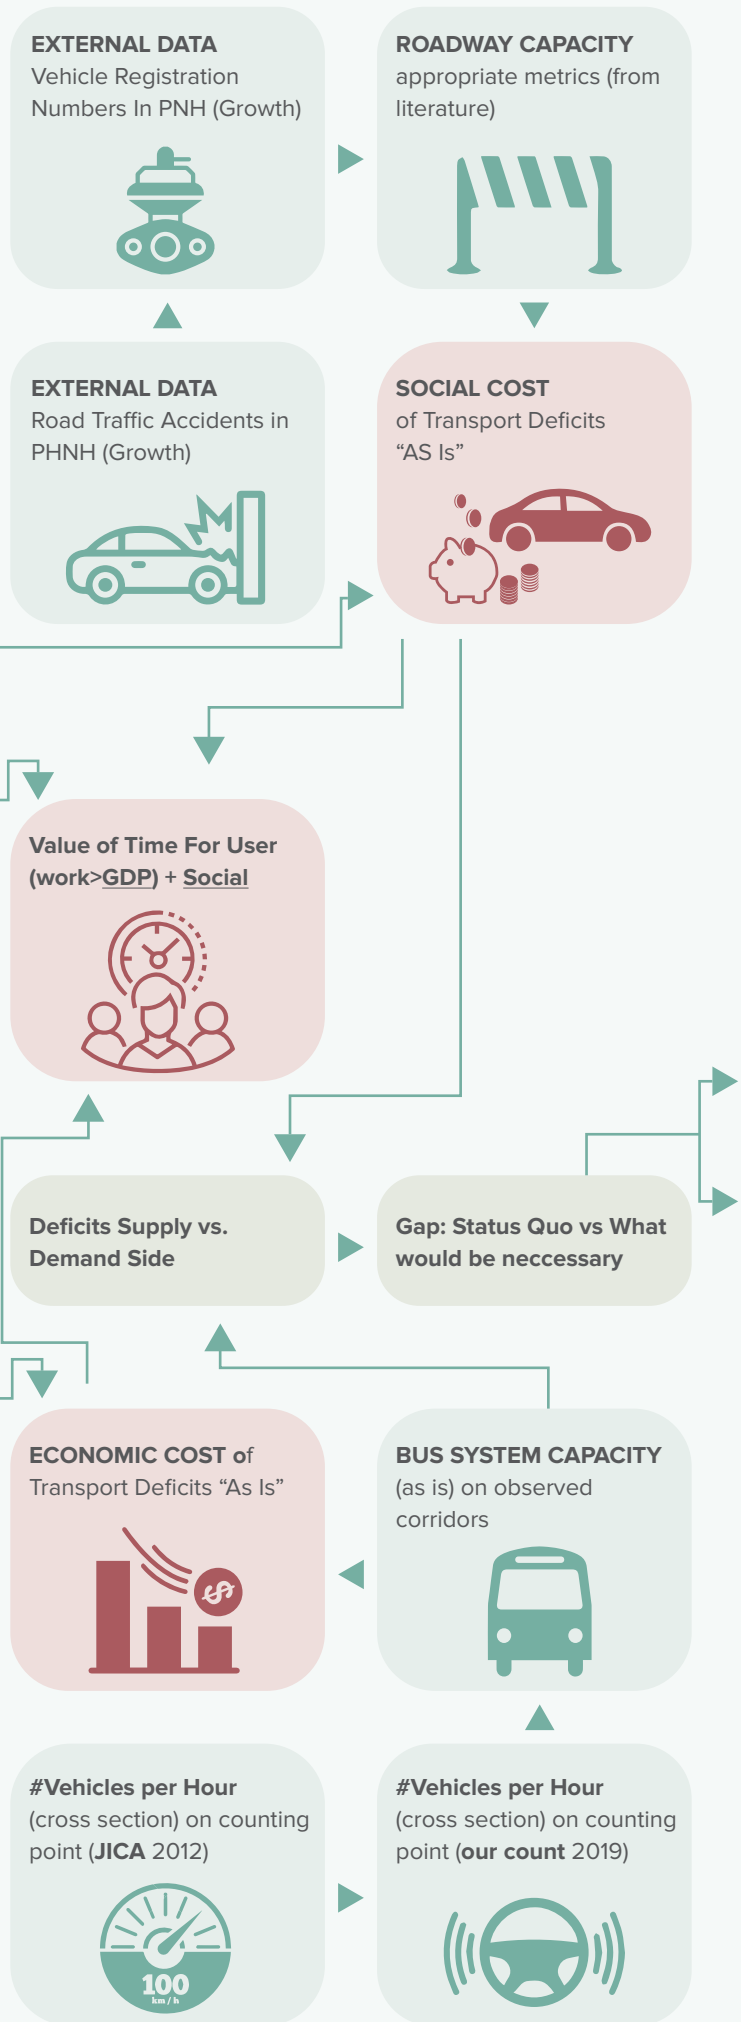 EXTERNAL DATA
Vehicle Registration
Numbers In PNH (Growth)
ROADWAY CAPACITY
appropriate metrics (from
literature)
EXTERNAL DATA
Road Traffic Accidents in
PHNH (Growth)
SOCIAL COST
of Transport Deficits
“AS Is”
Value of Time For User
(work>GDP) + Social
Deficits Supply vs.
Demand Side
Gap: Status Quo vs What
would be neccessary
ECONOMIC COST of
Transport Deficits “As Is”
$
BUS SYSTEM CAPACITY
(as is) on observed
corridors
#Vehicles per Hour
(cross section) on counting
point (JICA 2012)
100
km / h
#Vehicles per Hour
(cross section) on counting
point (our count 2019)